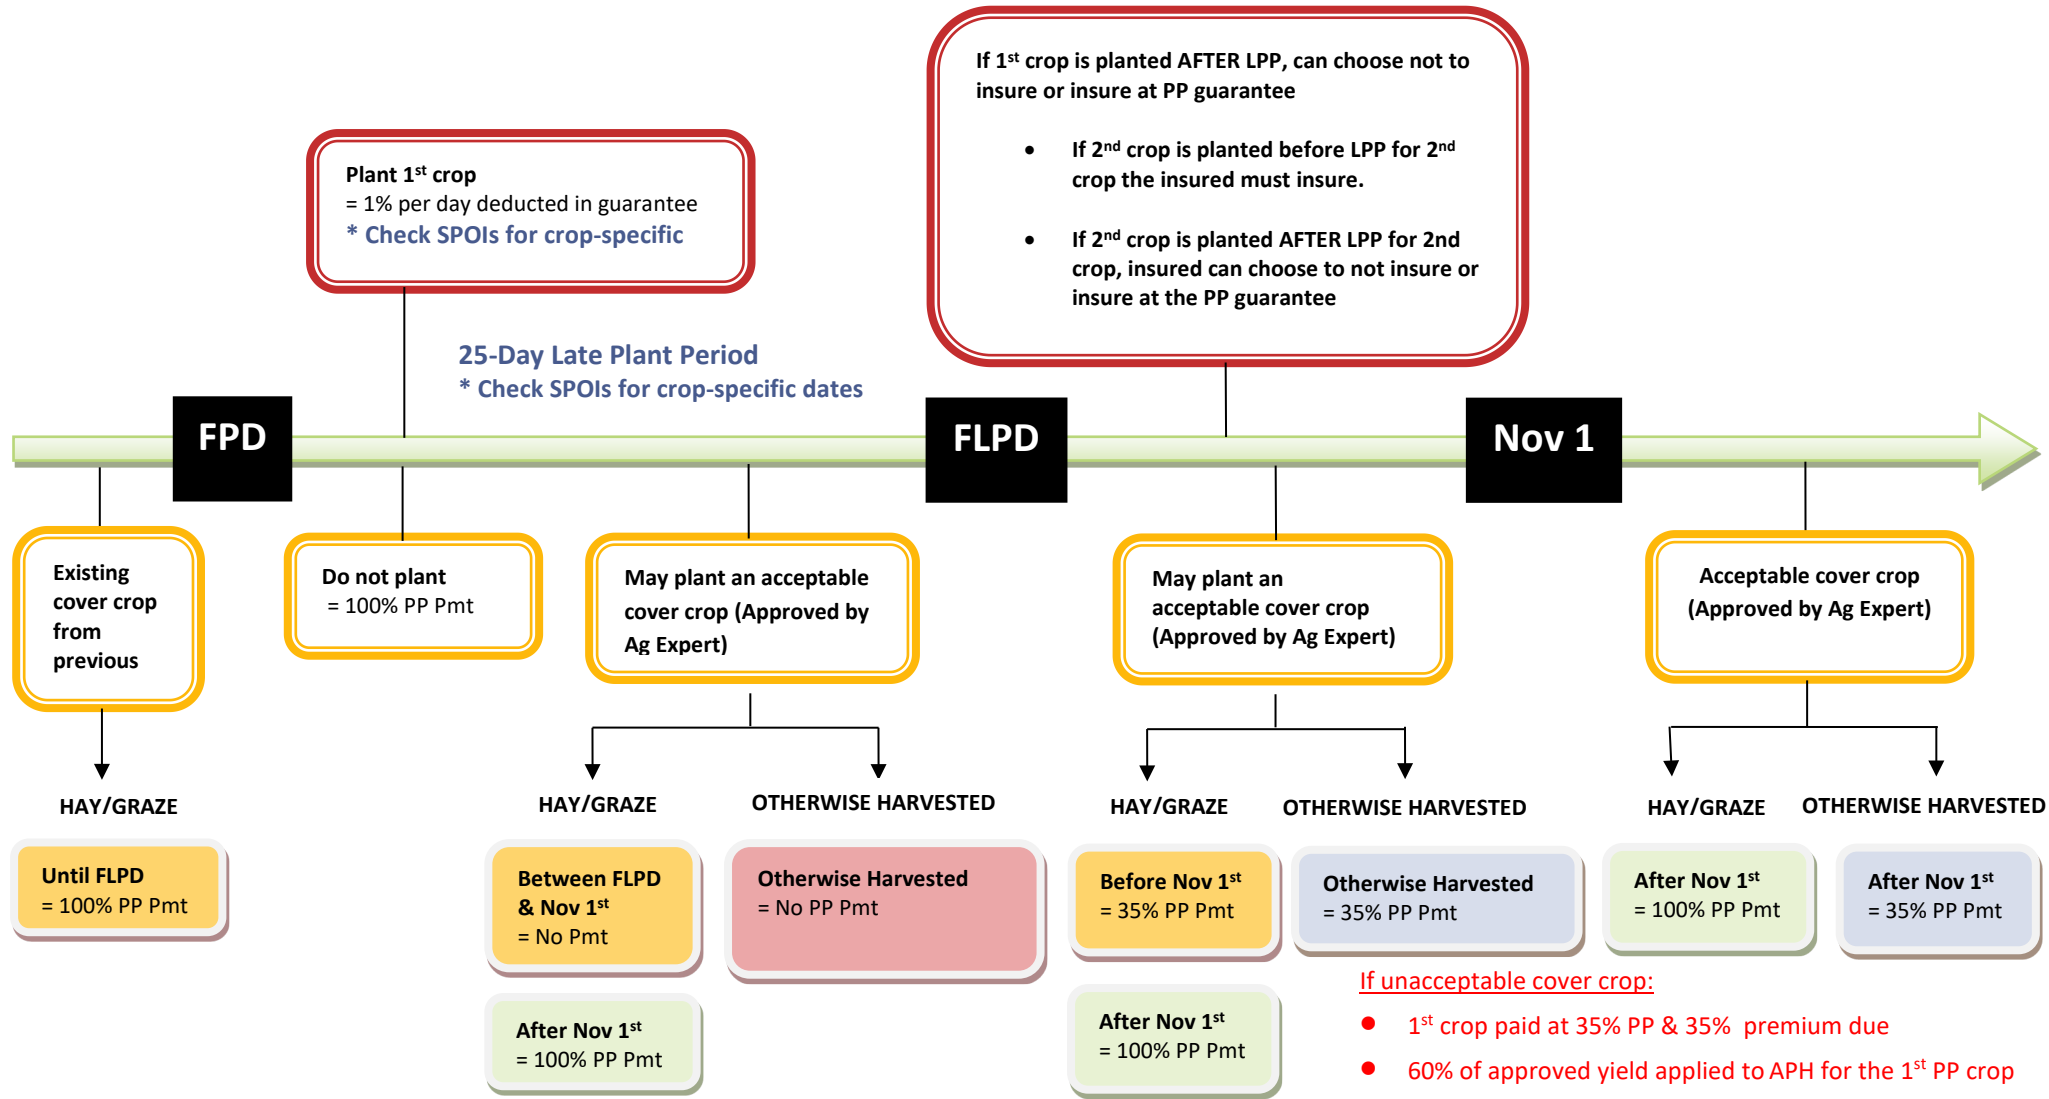 If 1st crop is planted AFTER LPP, can choose not to
insure or insure at PP guarantee
• If 2nd crop is planted before LPP for 2nd
crop the insured must insure.
• If 2nd crop is planted AFTER LPP for 2nd
crop, insured can choose to not insure or
insure at the PP guarantee
Plant 1st crop
= 1% per day deducted in guarantee
* Check SPOIs for crop-specific
25-Day Late Plant Period
* Check SPOIs for crop-specific dates
FPD
FLPD
Nov 1
Existing
cover crop
from
previous
Do not plant
= 100% PP Pmt
May plant an acceptable
cover crop (Approved by
Ag Expert)
May plant an
acceptable cover crop
(Approved by Ag Expert)
Acceptable cover crop
(Approved by Ag Expert)
HAY/GRAZE
HAY/GRAZE
OTHERWISE HARVESTED
HAY/GRAZE
OTHERWISE HARVESTED
HAY/GRAZE
OTHERWISE HARVESTED
Until FLPD
= 100% PP Pmt
Between FLPD
& Nov 1st
= No Pmt
Otherwise Harvested
= No PP Pmt
Before Nov 1st
= 35% PP Pmt
Otherwise Harvested
= 35% PP Pmt
After Nov 1st
= 100% PP Pmt
After Nov 1st
= 35% PP Pmt
After Nov 1st
= 100% PP Pmt
After Nov 1st
= 100% PP Pmt
If unacceptable cover crop:
• 1st crop paid at 35% PP & 35% premium due
• 60% of approved yield applied to APH for the 1st PP crop